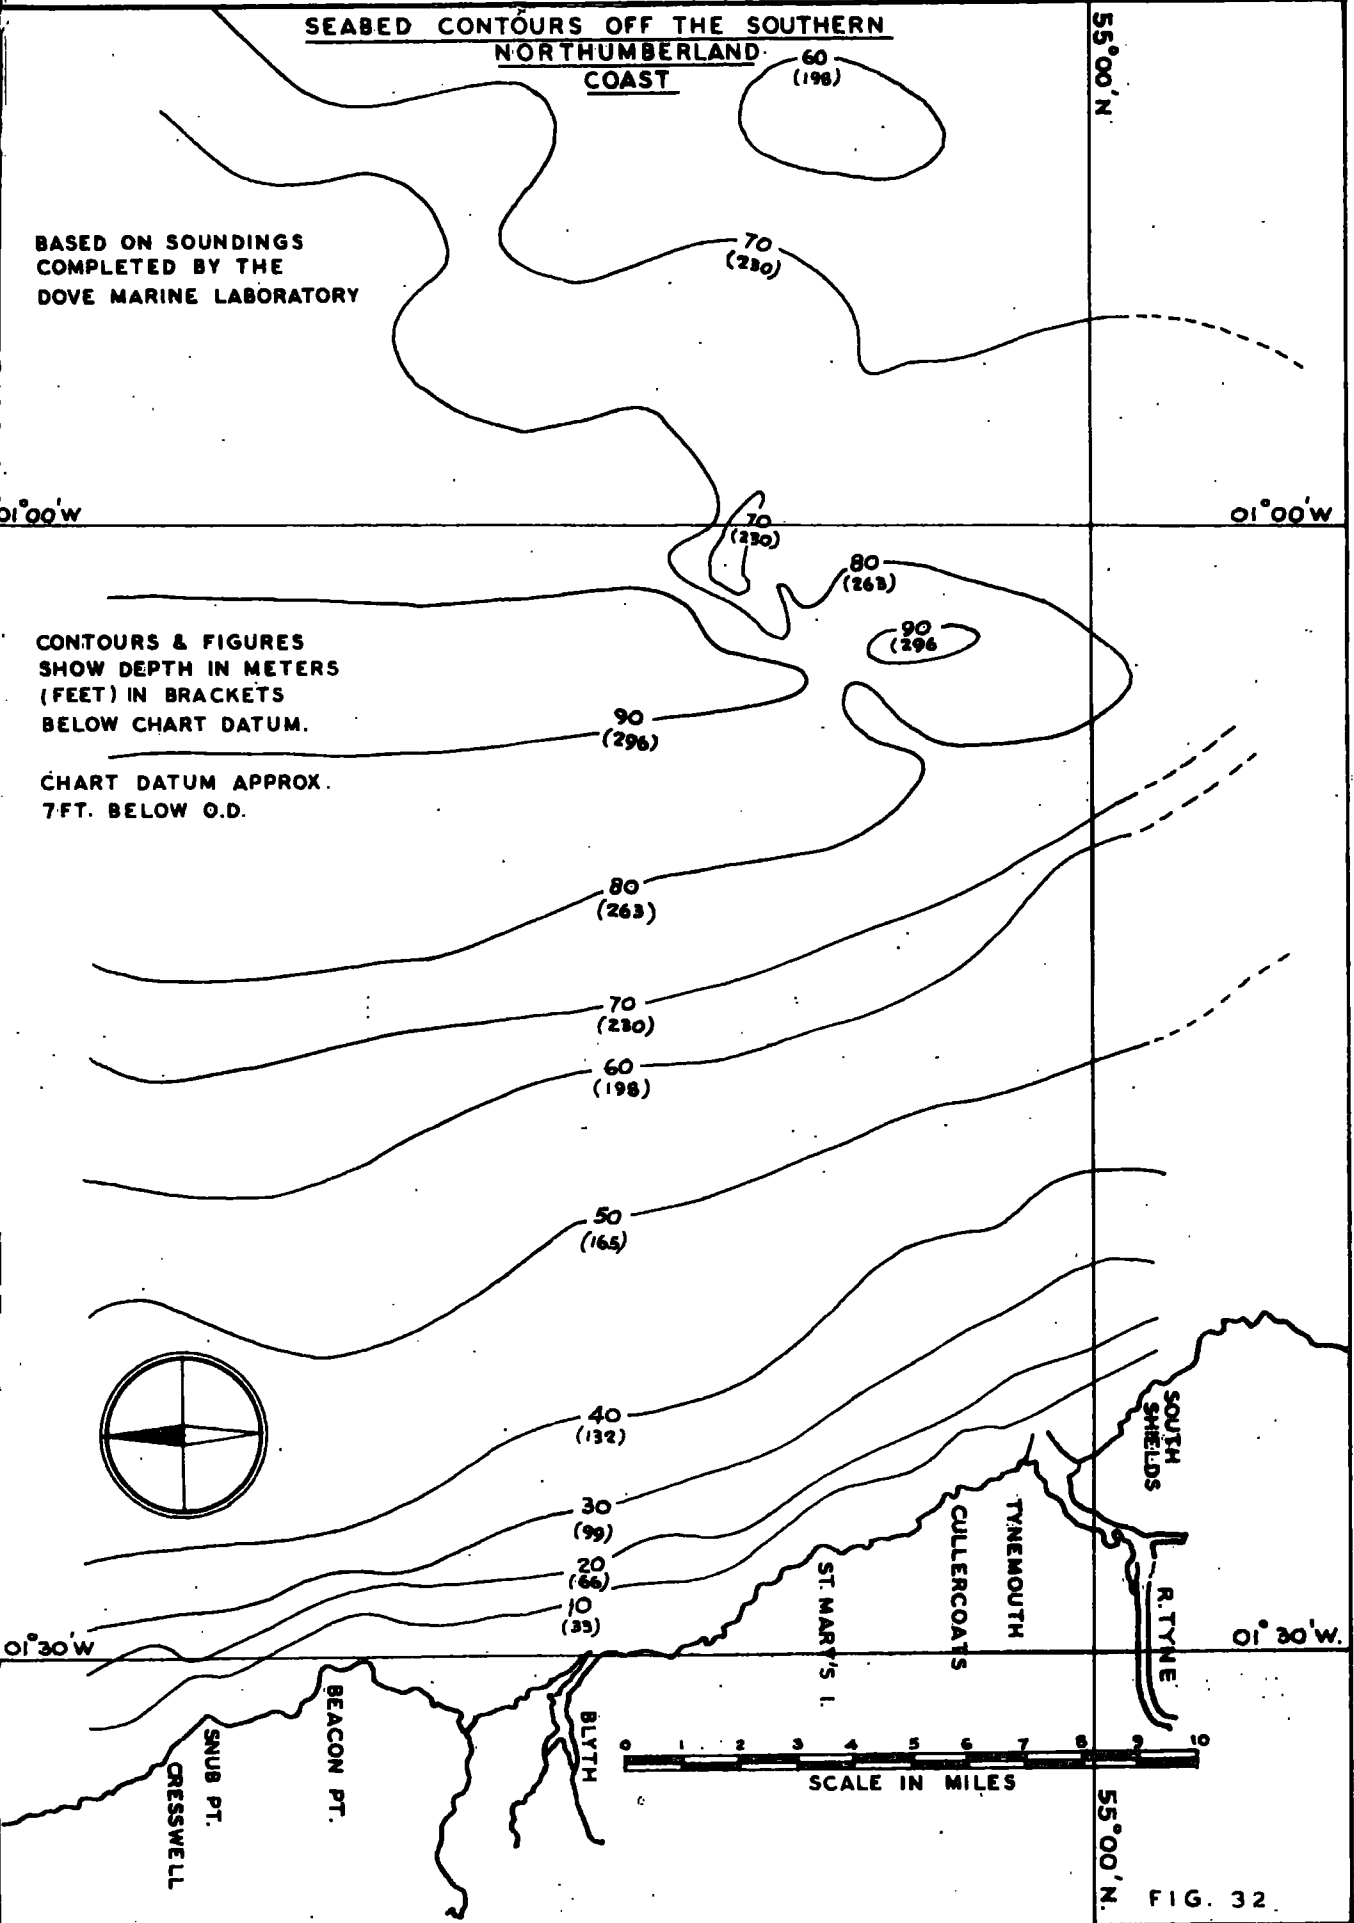 SEABED CONTOURS OFF THE SOUTHERN
NORTHUMBERLAND
COAST
55°00'N
60
(198)
BASED ON SOUNDINGS
COMPLETED BY THE
DOVE MARINE LABORATORY
70
(230)
01°00'W
01°00'W
70
(230)
80
(263)
90
(296
CONTOURS & FIGURES
SHOW DEPTH IN METERS
(FEET) IN BRACKETS
BELOW CHART DATUM.
90
(296)
CHART DATUM APPROX.
7FT. BELOW O.D.
80
(263)
70
(230)
60
(198)
50
(165)
40
(132)
30
(99)
20
(66)
10
(33)
SOUTH
SHIELDS
TYNEMOUTH
CULLERCOATS
ST. MARY'S I.
R. TYNE
01°30'W
01°30'W.
BLYTH
BEACON PT.
SNUB PT.
CRESSWELL
0 1 2 3 4 5 6 7 8 9 10
SCALE IN MILES
55°00'N.
FIG. 32.